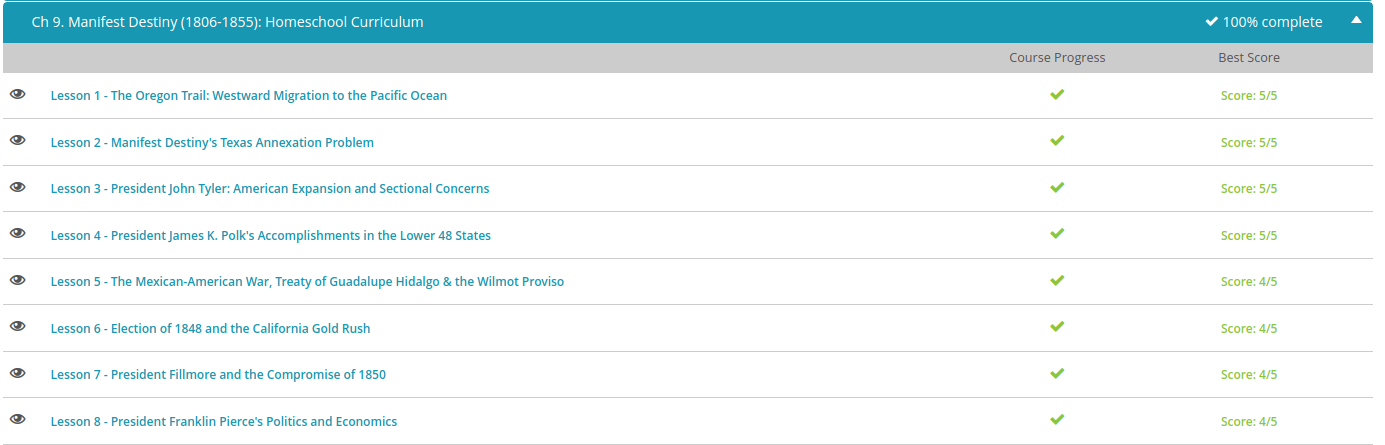 Ch 9. Manifest Destiny (1806-1855): Homeschool Curriculum 100% complete
Course Progress Best Score
Lesson 1 - The Oregon Trail: Westward Migration to the Pacific Ocean Score: 5/5
Lesson 2 - Manifest Destiny's Texas Annexation Problem Score: 5/5
Lesson 3 - President John Tyler: American Expansion and Sectional Concerns Score: 5/5
Lesson 4 - President James K. Polk's Accomplishments in the Lower 48 States Score: 5/5
Lesson 5 - The Mexican-American War, Treaty of Guadalupe Hidalgo & the Wilmot Proviso Score: 4/5
Lesson 6 - Election of 1848 and the California Gold Rush Score: 4/5
Lesson 7 - President Fillmore and the Compromise of 1850 Score: 4/5
Lesson 8 - President Franklin Pierce's Politics and Economics Score: 4/5